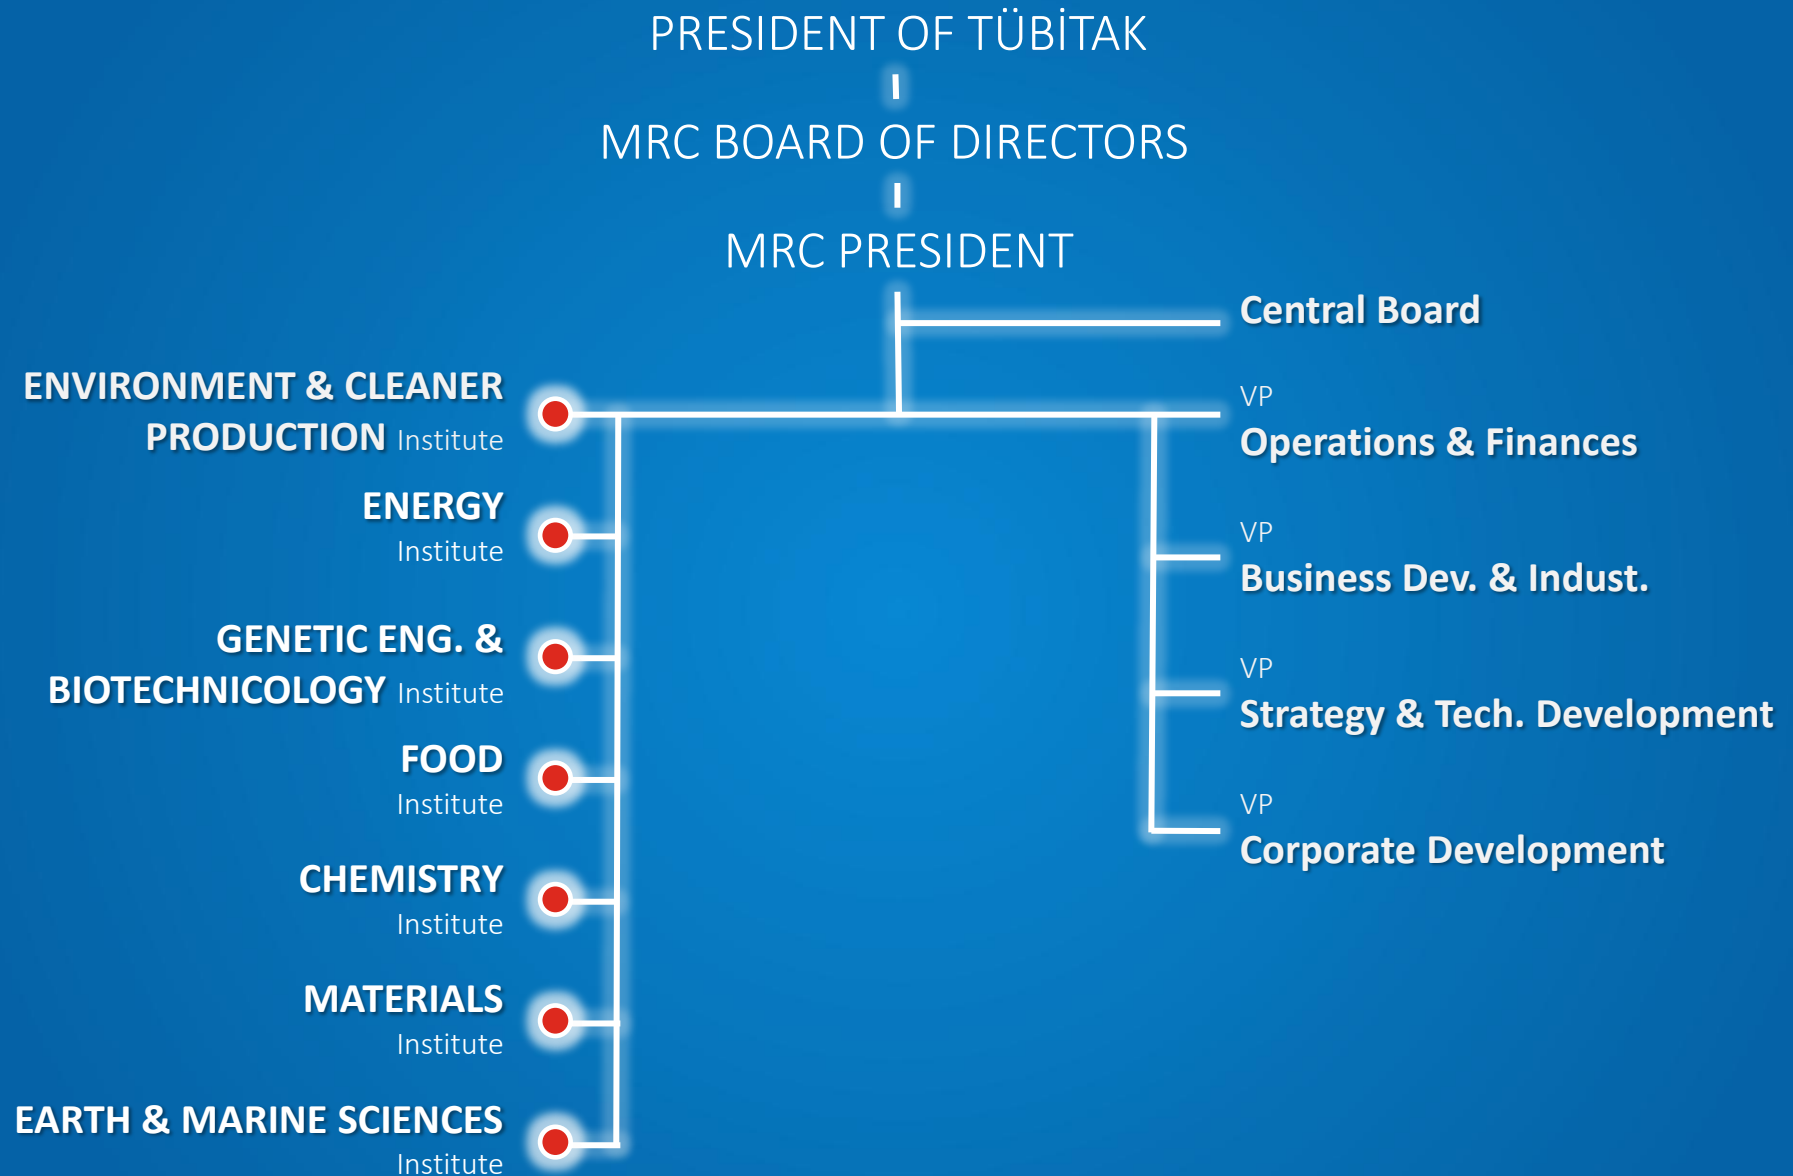 PRESIDENT OF TÜBİTAK
MRC BOARD OF DIRECTORS
MRC PRESIDENT
Central Board
ENVIRONMENT & CLEANER
PRODUCTION Institute
ENERGY
Institute
GENETIC ENG. &
BIOTECHNICOLOGY Institute
FOOD
Institute
CHEMISTRY
Institute
MATERIALS
Institute
EARTH & MARINE SCIENCES
Institute
VP
Operations & Finances
VP
Business Dev. & Indust.
VP
Strategy & Tech. Development
VP
Corporate Development